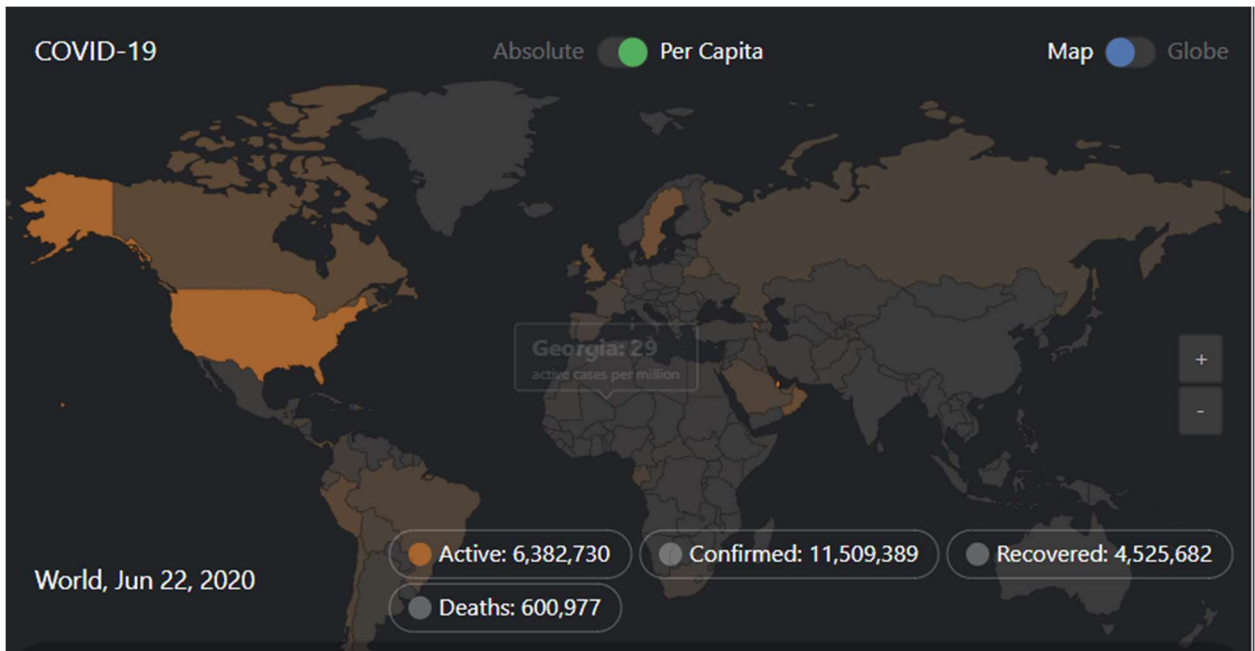 COVID-19
Absolute Per Capita
Map Globe
Georgia: 29
active cases per million
+
-
Active: 6,382,730 Confirmed: 11,509,389 Recovered: 4,525,682
World, Jun 22, 2020
Deaths: 600,977